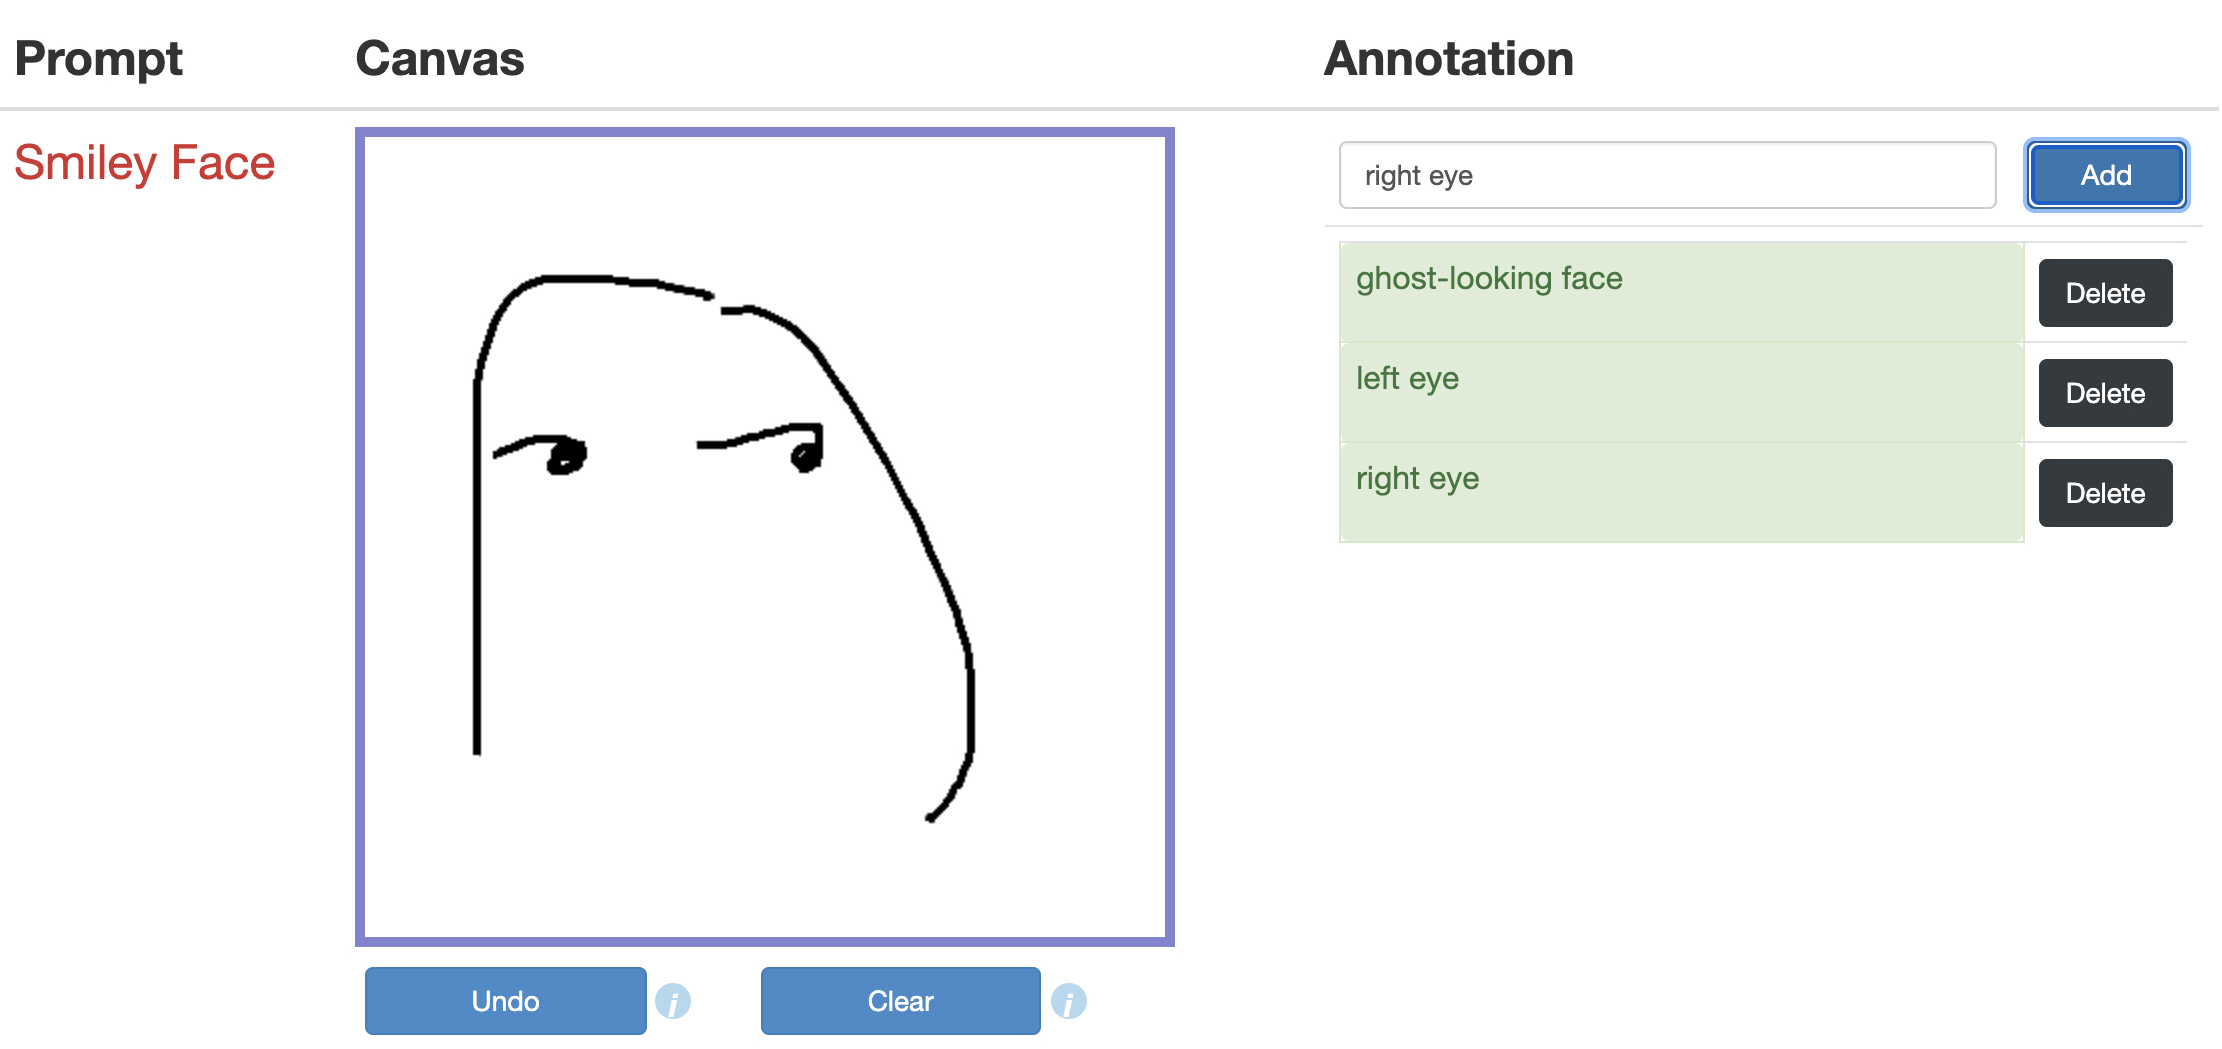 Prompt
Canvas
Annotation
Smiley Face
right eye
Add
ghost-looking face
Delete
left eye
Delete
right eye
Delete
Undo
i
Clear
i